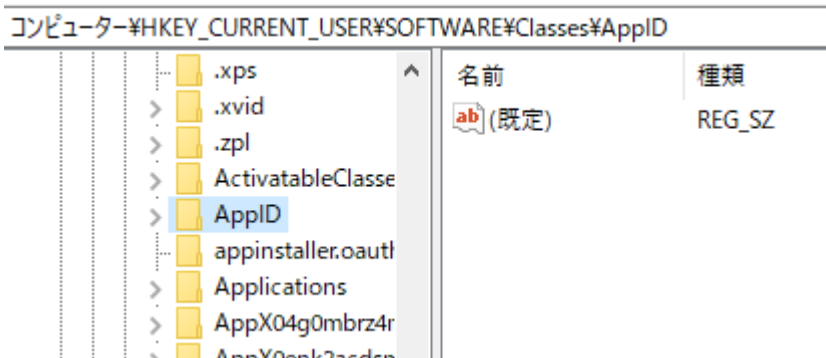 コンピューター¥HKEY_CURRENT_USER¥SOFTWARE¥Classes¥AppID
.xps
.xvid
.zpl
ActivatableClasse
AppID
appinstaller.oauth
Applications
AppX04g0mbrz4r
名前 種類
ab (既定) REG_SZ